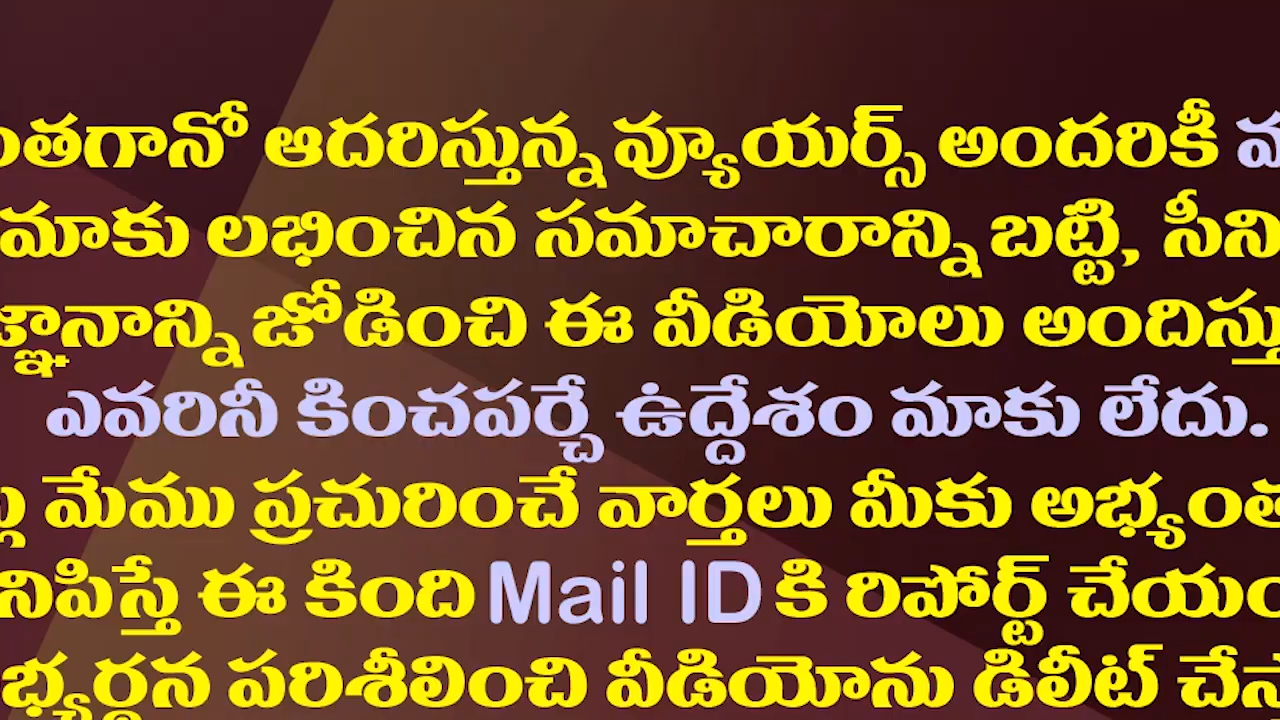 ంతగానో ఆదరిస్తున్న వ్యూయర్స్ అందరికీ
మాకు లభించిన సమాచారాన్ని బట్టి, సీని
జ్ఞానాన్ని జోడించి ఈ వీడియోలు అందిస్తు
ఎవరినీ కించపర్చే ఉద్దేశం మాకు లేదు.
మేము ప్రచురించే వార్తలు మీకు అభ్యంత
నిపిస్తే ఈ కింది Mail ID కి రిపోర్ట్ చేయం
భ్యర్థన పరిశీలించి వీడియోను డిలీట్ చేస